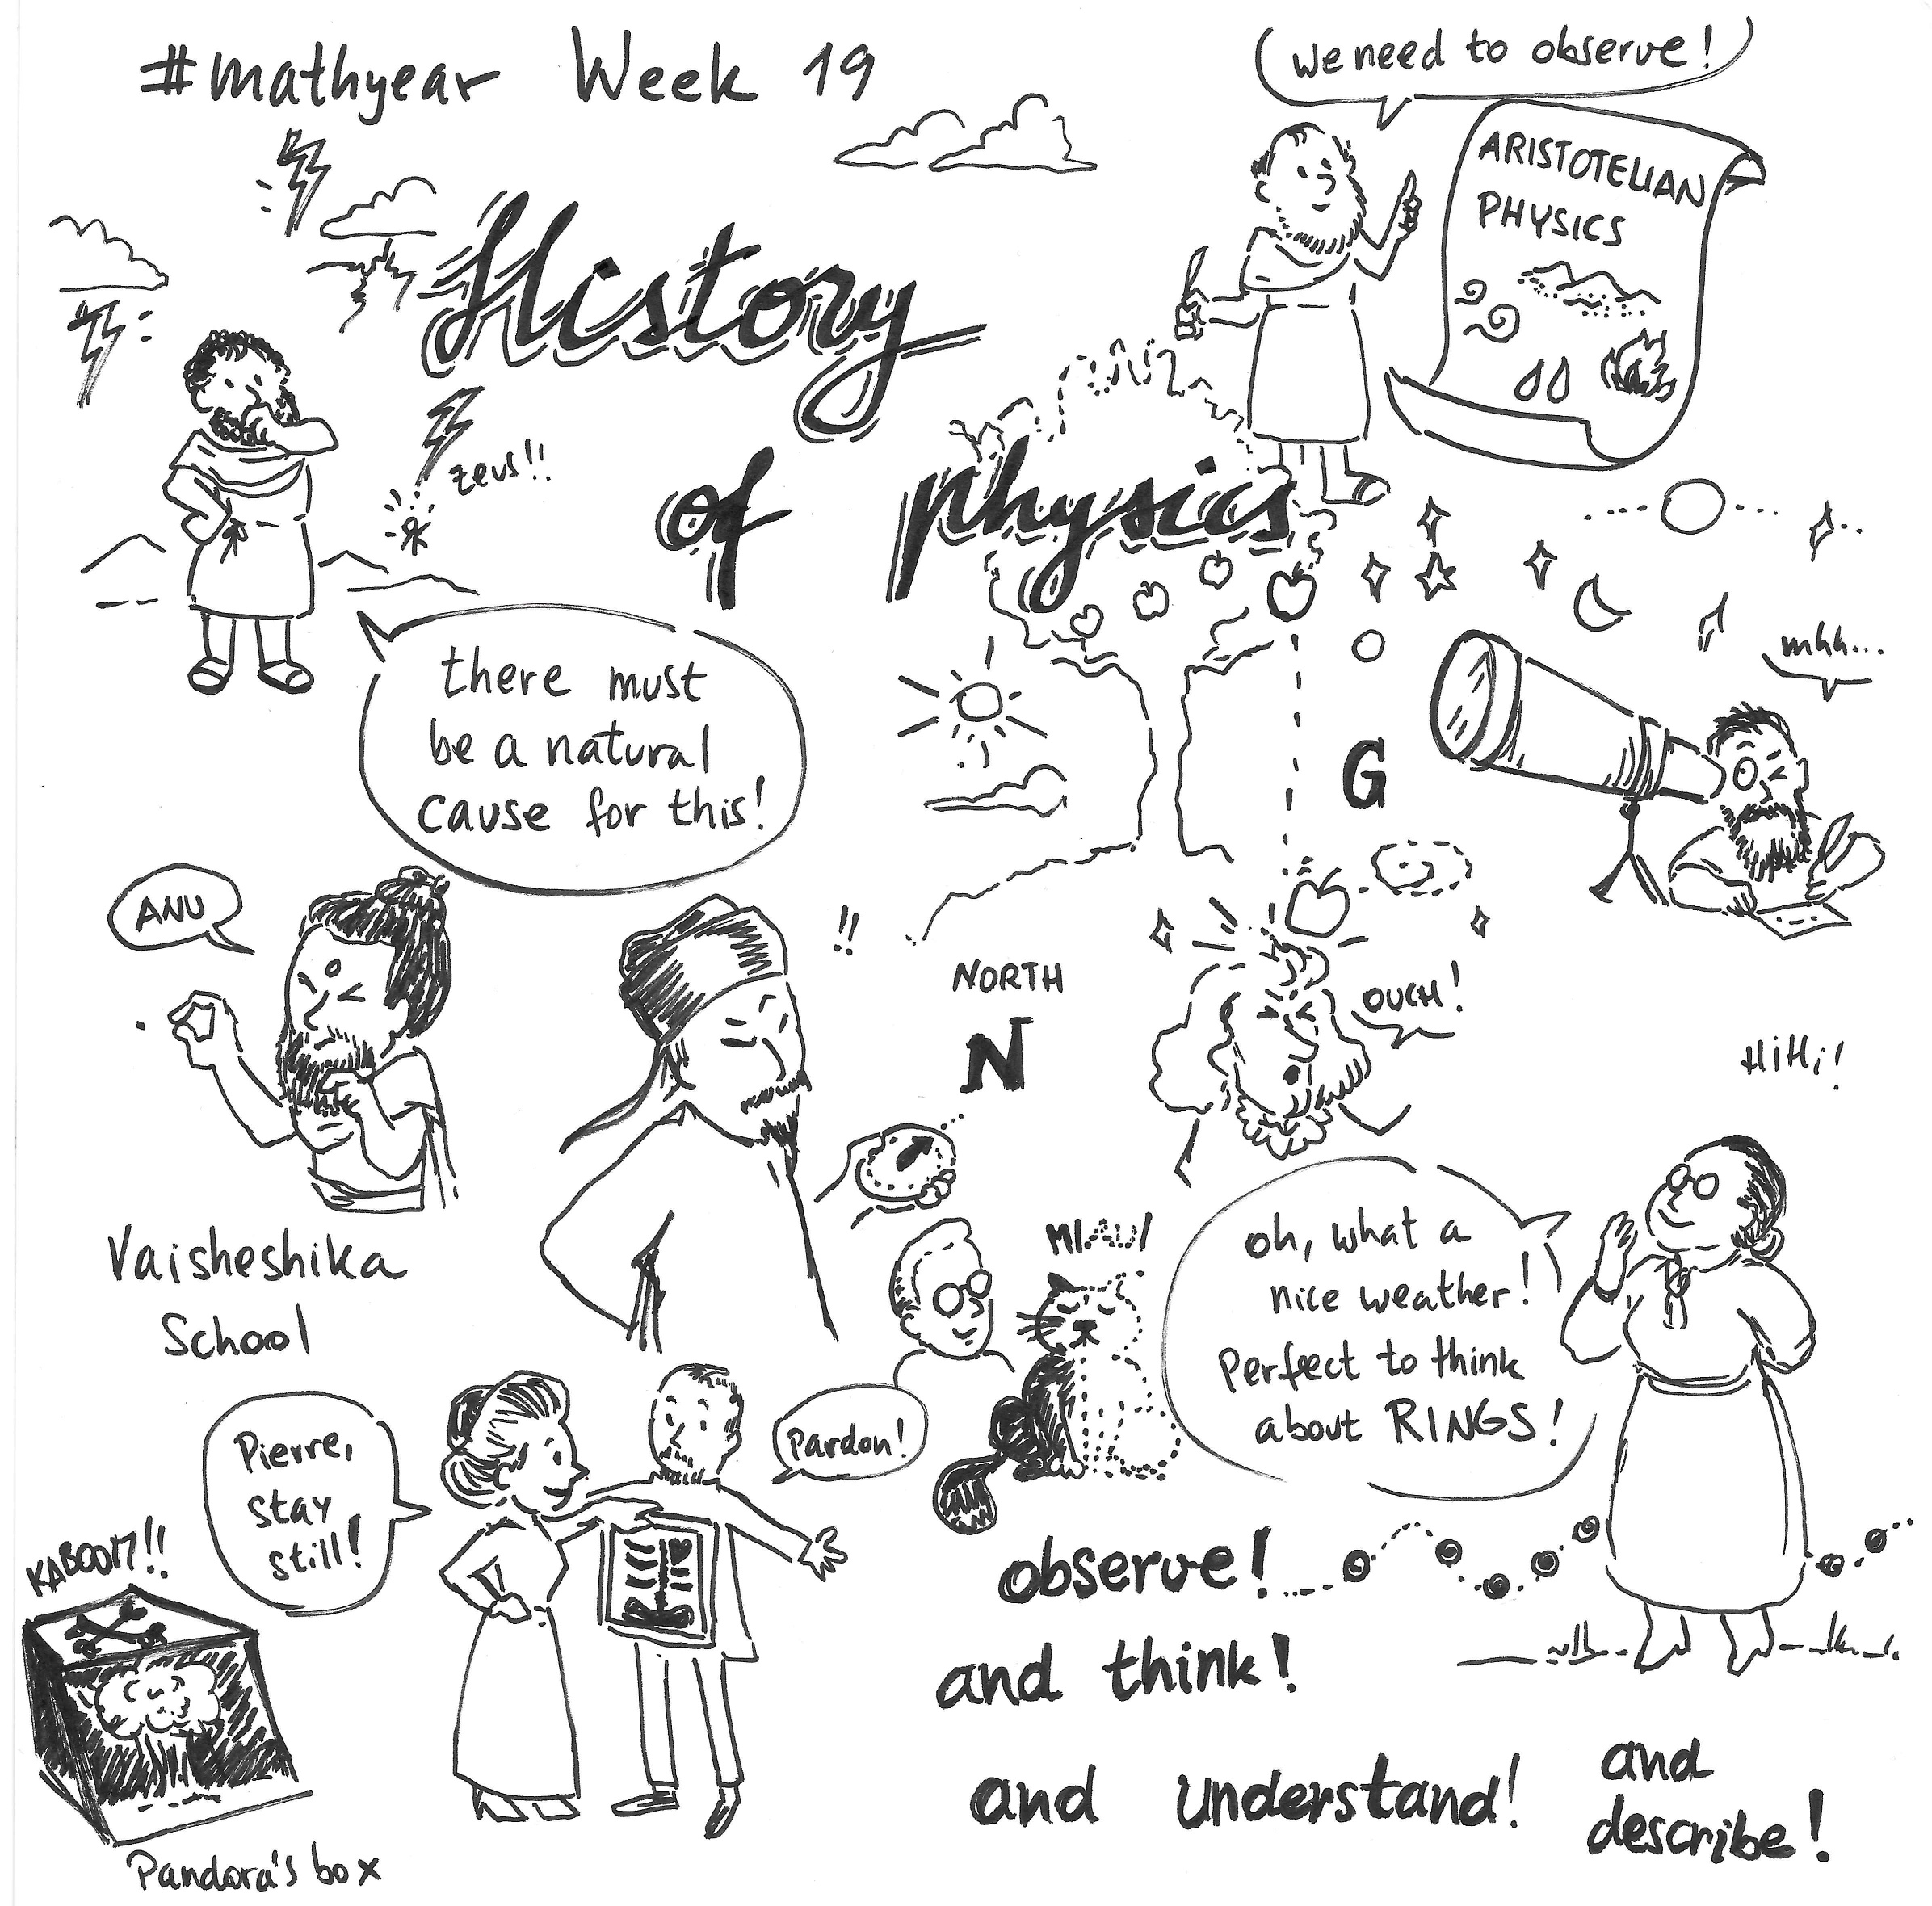 #mathyear Week 19
we need to observe!
ARISTOTELIAN
PHYSICS
History
of physics
zeus!!
there must
be a natural
cause for this!
mhh...
G
ANU
!!
NORTH
N
OUCH!
HiHi!
Vaisheshika
School
MIAU!
oh, what a
nice weather!
Perfect to think
about RINGS!
Pierre,
stay
still!
Pardon!
KABOOM!!
Pandora's box
observe!
and think!
and understand!
and
describe!